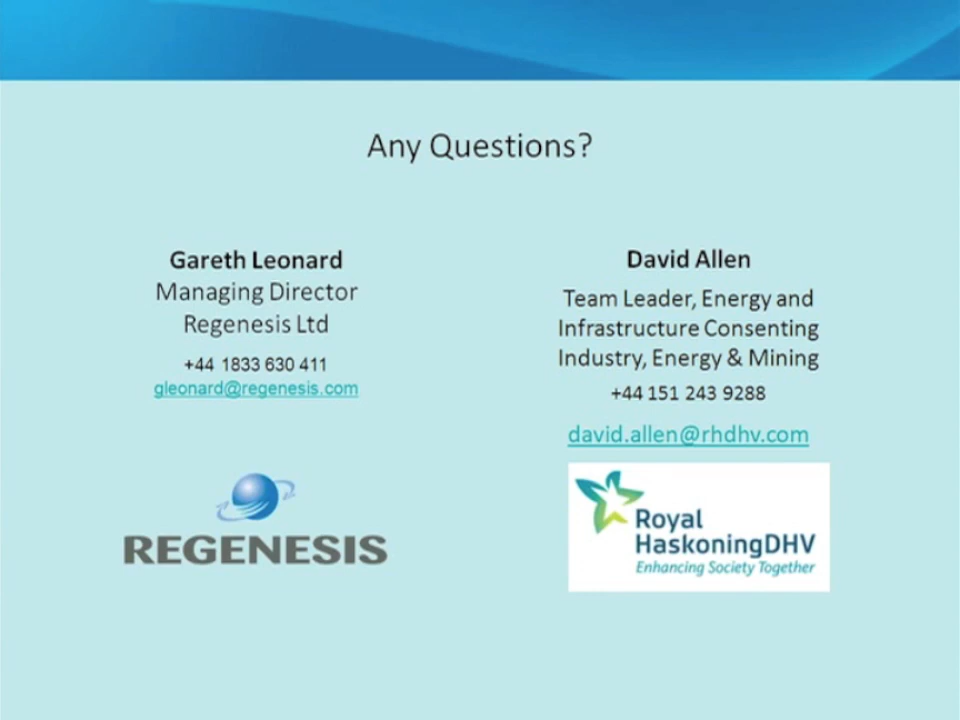 Any Questions?
Gareth Leonard
Managing Director
Regenesis Ltd
+44 1833 630 411
gleonard@regenesis.com
REGENESIS
David Allen
Team Leader, Energy and
Infrastructure Consenting
Industry, Energy & Mining
+44 151 243 9288
david.allen@rhdhv.com
Royal
HaskoningDHV
Enhancing Society Together